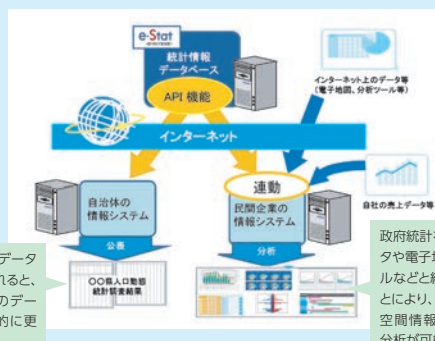 e-Stat
統計情報
データベース
API 機能
インターネット上のデータ等
(電子地図、分析ツール等)
インターネット
自治体の
情報システム
連動
民間企業の
情報システム
自社の売上データ等
公表
分析
〇〇県人口動態
統計調査結果
データ
れると、
のデー
的に更
政府統計
タや電子地
ルなどと
とにより、
空間情報
分析が可能